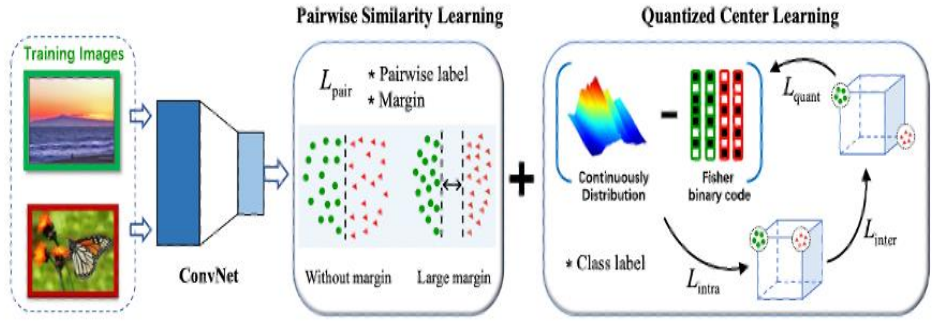 Pairwise Similarity Learning
Quantized Center Learning
Training Images
L_pair
* Pairwise label
* Margin
Without margin
Large margin
ConvNet
+
−
Continuously
Distribution
Fisher
binary code
* Class label
L_intra
L_inter
L_quant